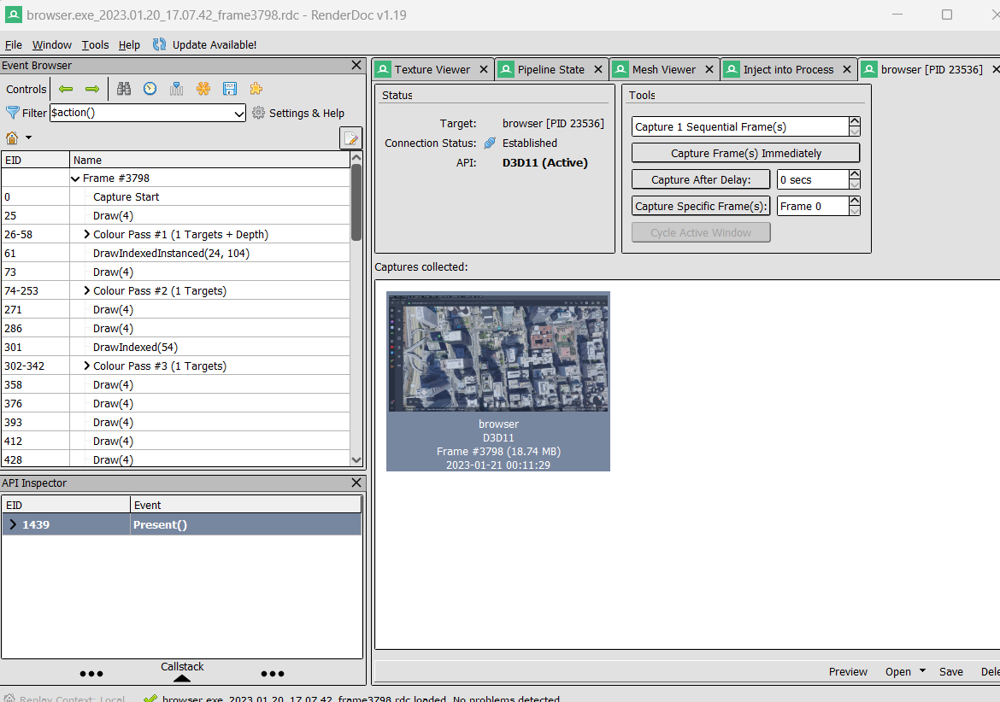 browser.exe_2023.01.20_17.07.42_frame3798.rdc - RenderDoc v1.19
File Window Tools Help Update Available!
Event Browser
Controls
Filter $action() Settings & Help
EID Name
Frame #3798
0 Capture Start
25 Draw(4)
26-58 Colour Pass #1 (1 Targets + Depth)
61 DrawIndexedInstanced(24, 104)
73 Draw(4)
74-253 Colour Pass #2 (1 Targets)
271 Draw(4)
286 Draw(4)
301 DrawIndexed(54)
302-342 Colour Pass #3 (1 Targets)
358 Draw(4)
376 Draw(4)
393 Draw(4)
412 Draw(4)
428 Draw(4)
API Inspector
EID Event
1439 Present()
Callstack
Texture Viewer Pipeline State Mesh Viewer Inject into Process browser [PID 23536]
Status
Target: browser [PID 23536]
Connection Status: Established
API: D3D11 (Active)
Tools
Capture 1 Sequential Frame(s)
Capture Frame(s) Immediately
Capture After Delay: 0 secs
Capture Specific Frame(s): Frame 0
Cycle Active Window
Captures collected:
browser
D3D11
Frame #3798 (18.74 MB)
2023-01-21 00:11:29
Preview Open Save Dele
Replay Context: Local browser.exe_2023.01.20_17.07.42_frame3798.rdc loaded. No problems detected.